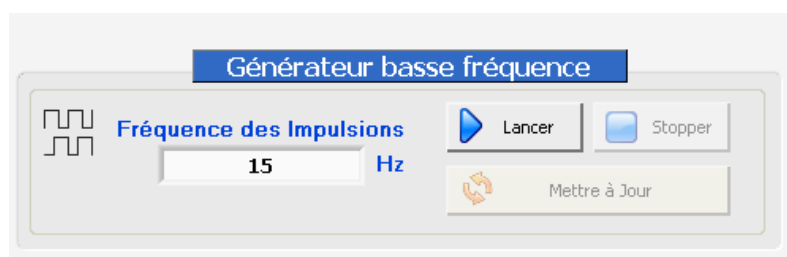 Générateur basse fréquence
Fréquence des Impulsions
15 Hz
Lancer
Stopper
Mettre à Jour